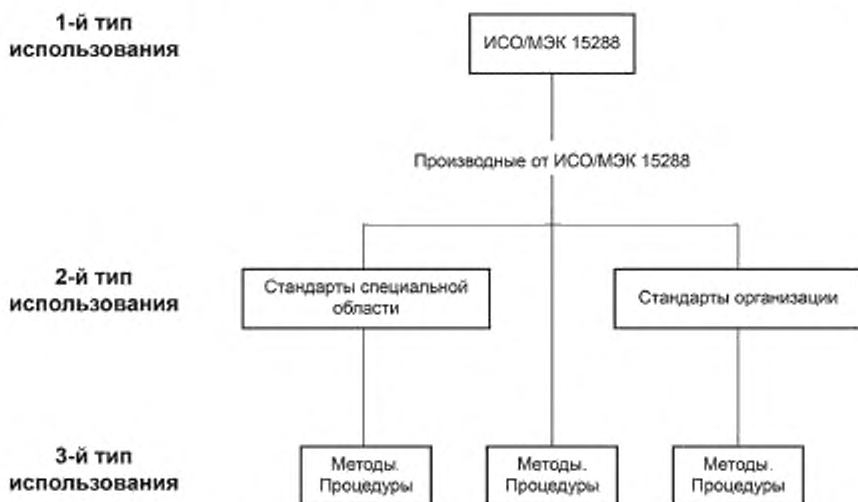 1-й тип
использования
ИСО/МЭК 15288
Производные от ИСО/МЭК 15288
2-й тип
использования
Стандарты специальной
области
Стандарты организации
3-й тип
использования
Методы.
Процедуры
Методы.
Процедуры
Методы.
Процедуры